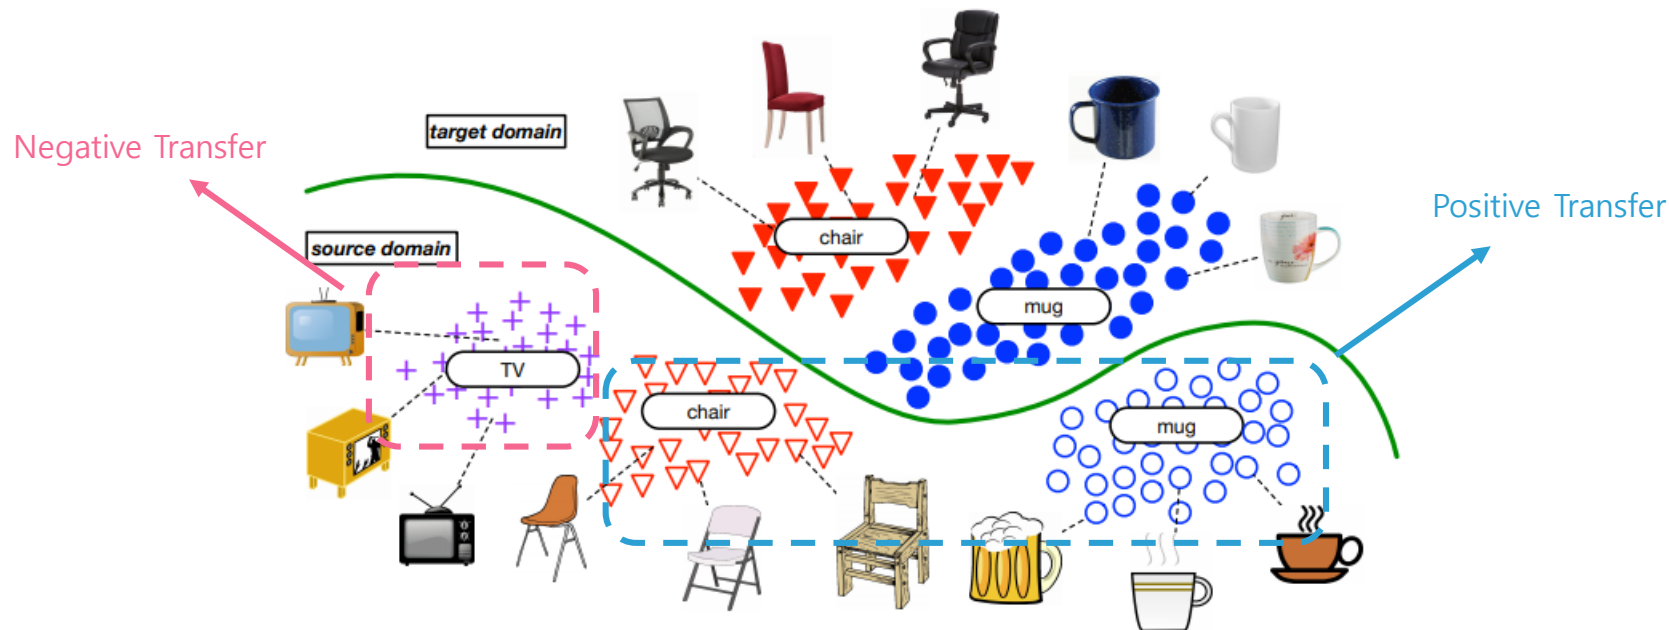 target domain
Negative Transfer
Positive Transfer
source domain
chair
mug
TV
chair
mug